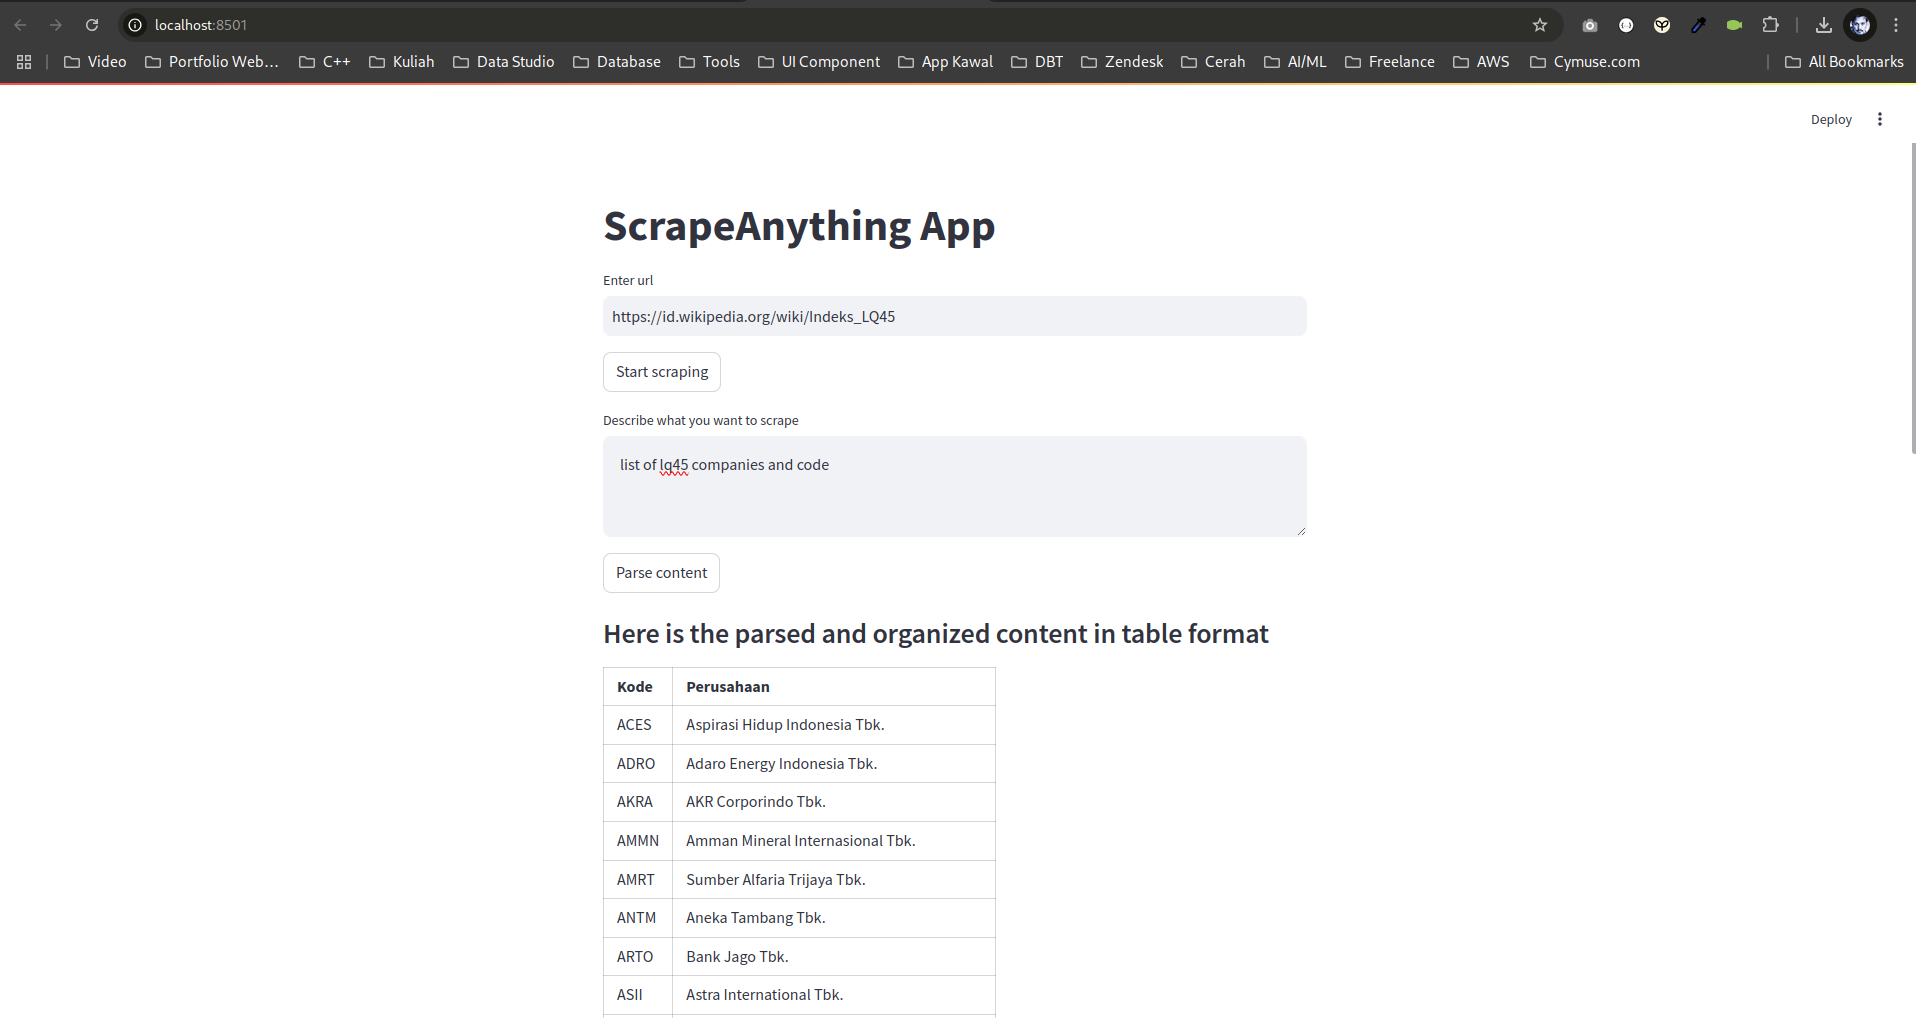 localhost:8501
Video Portfolio Web... C++ Kuliah Data Studio Database Tools UI Component App Kawal DBT Zendesk Cerah AI/ML Freelance AWS Cymuse.com All Bookmarks
Deploy
ScrapeAnything App
Enter url
https://id.wikipedia.org/wiki/Indeks_LQ45
Start scraping
Describe what you want to scrape
list of lq45 companies and code
Parse content
Here is the parsed and organized content in table format
Kode Perusahaan
ACES Aspirasi Hidup Indonesia Tbk.
ADRO Adaro Energy Indonesia Tbk.
AKRA AKR Corporindo Tbk.
AMMN Amman Mineral Internasional Tbk.
AMRT Sumber Alfaria Trijaya Tbk.
ANTM Aneka Tambang Tbk.
ARTO Bank Jago Tbk.
ASII Astra International Tbk.